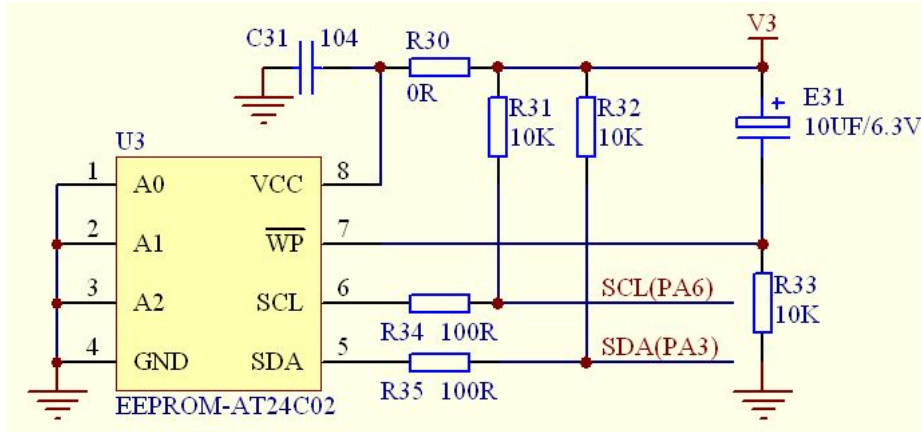 V3
C31 104 R30
0R
R31 10K
R32 10K
E31
10UF/6.3V
U3
1 A0 VCC 8
2 A1 WP 7
3 A2 SCL 6
4 GND SDA 5
R34 100R
R35 100R
SCL(PA6)
SDA(PA3)
R33
10K
EEPROM-AT24C02